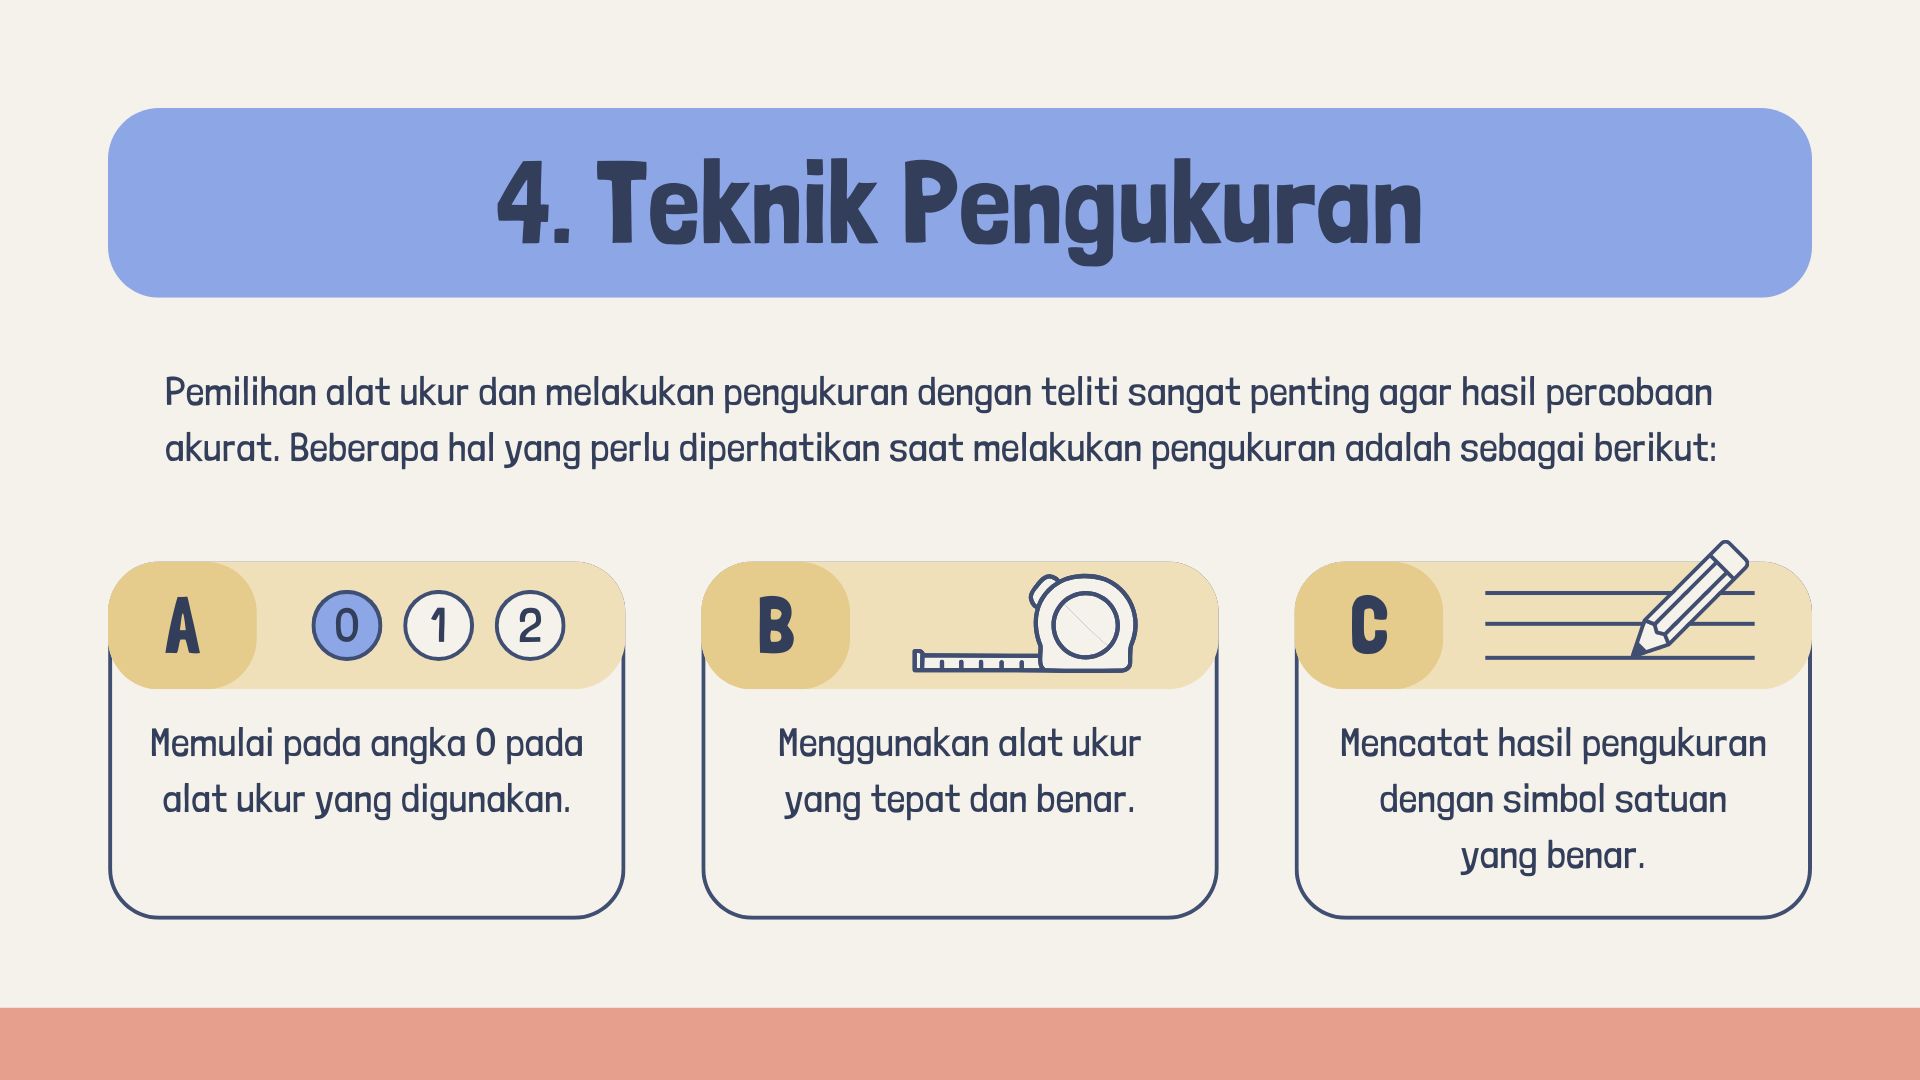 4. Teknik Pengukuran
Pemilihan alat ukur dan melakukan pengukuran dengan teliti sangat penting agar hasil percobaan
akurat. Beberapa hal yang perlu diperhatikan saat melakukan pengukuran adalah sebagai berikut:
A
0 1 2
Memulai pada angka 0 pada
alat ukur yang digunakan.
B
Menggunakan alat ukur
yang tepat dan benar.
C
Mencatat hasil pengukuran
dengan simbol satuan
yang benar.